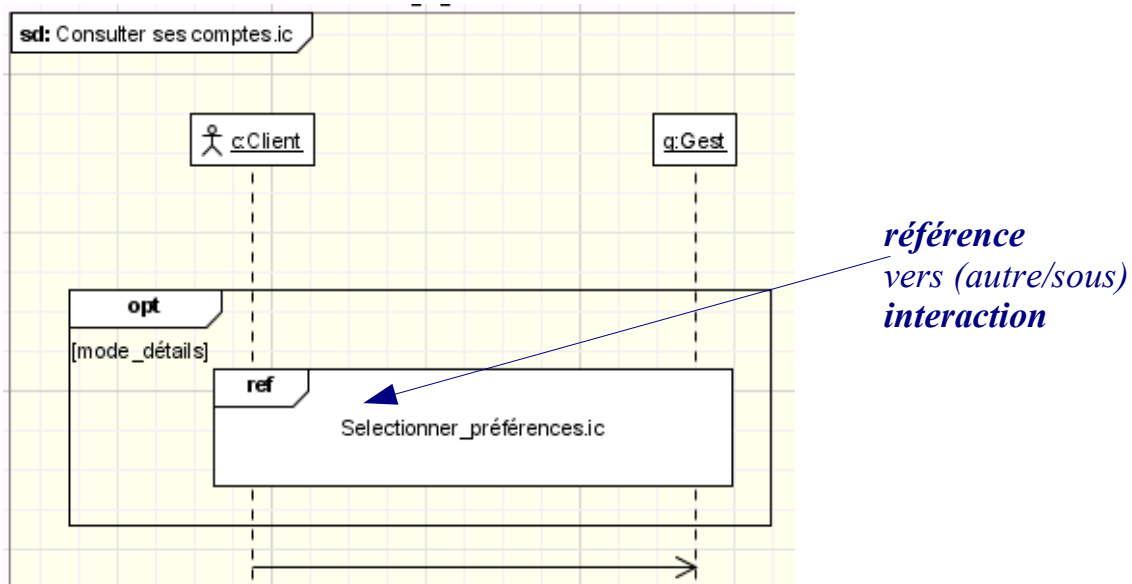 sd: Consulter ses comptes.ic
c:Client
g:Gest
référence
vers (autre/sous)
interaction
opt
[mode_détails]
ref
Selectionner_préférences.ic